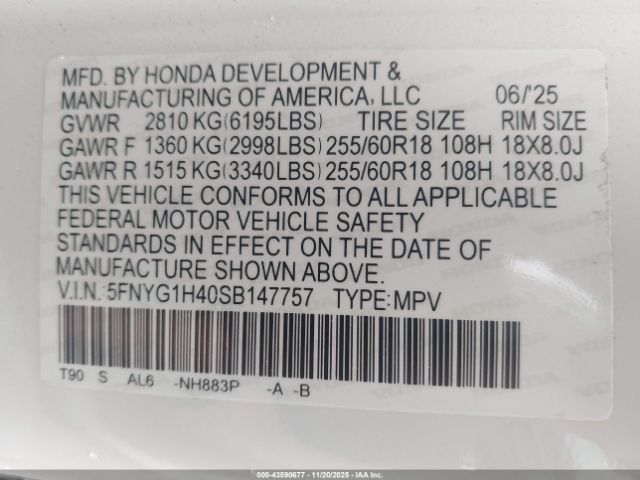 MFD. BY HONDA DEVELOPMENT &
MANUFACTURING OF AMERICA, LLC 06/'25
GVWR 2810 KG(6195LBS) TIRE SIZE RIM SIZE
GAWR F 1360 KG(2998LBS) 255/60R18 108H 18X8.0J
GAWR R 1515 KG(3340LBS) 255/60R18 108H 18X8.0J
THIS VEHICLE CONFORMS TO ALL APPLICABLE
FEDERAL MOTOR VEHICLE SAFETY
STANDARDS IN EFFECT ON THE DATE OF
MANUFACTURE SHOWN ABOVE.
V.I.N.:5FNYG1H40SB147757 TYPE:MPV
T90 S AL6 -NH883P -A -B
000-43590677 - 11/20/2025 - IAA HQ